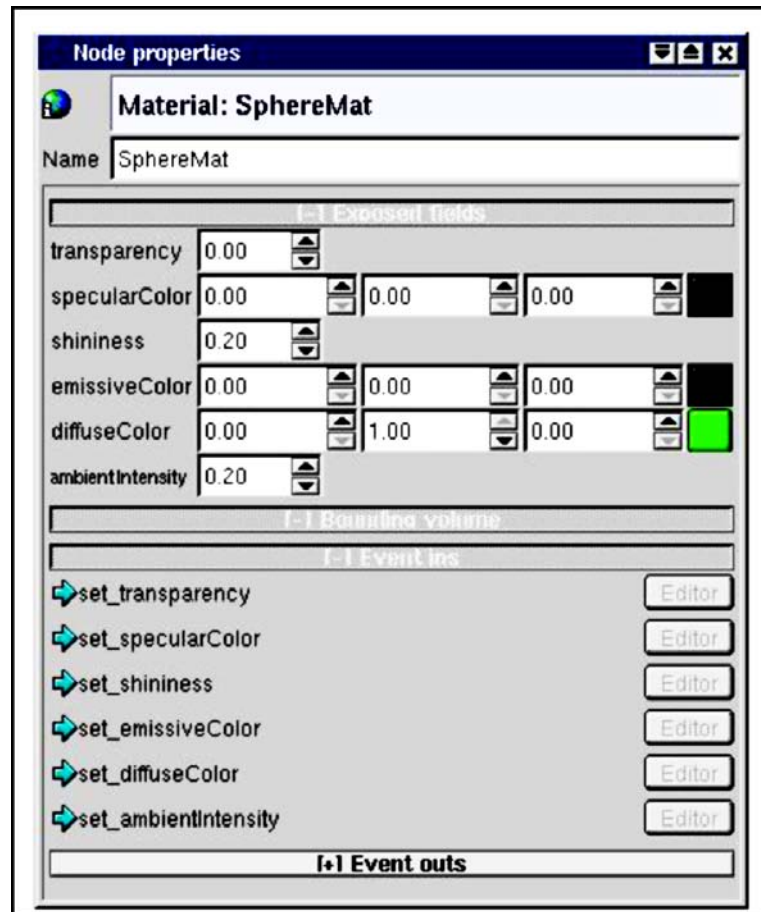 Node properties
Material: SphereMat
Name SphereMat
[-] Exposed fields
transparency 0.00
specularColor 0.00 0.00 0.00
shininess 0.20
emissiveColor 0.00 0.00 0.00
diffuseColor 0.00 1.00 0.00
ambientIntensity 0.20
[-] Bounding volume
[-] Event ins
set_transparency Editor
set_specularColor Editor
set_shininess Editor
set_emissiveColor Editor
set_diffuseColor Editor
set_ambientIntensity Editor
[+] Event outs